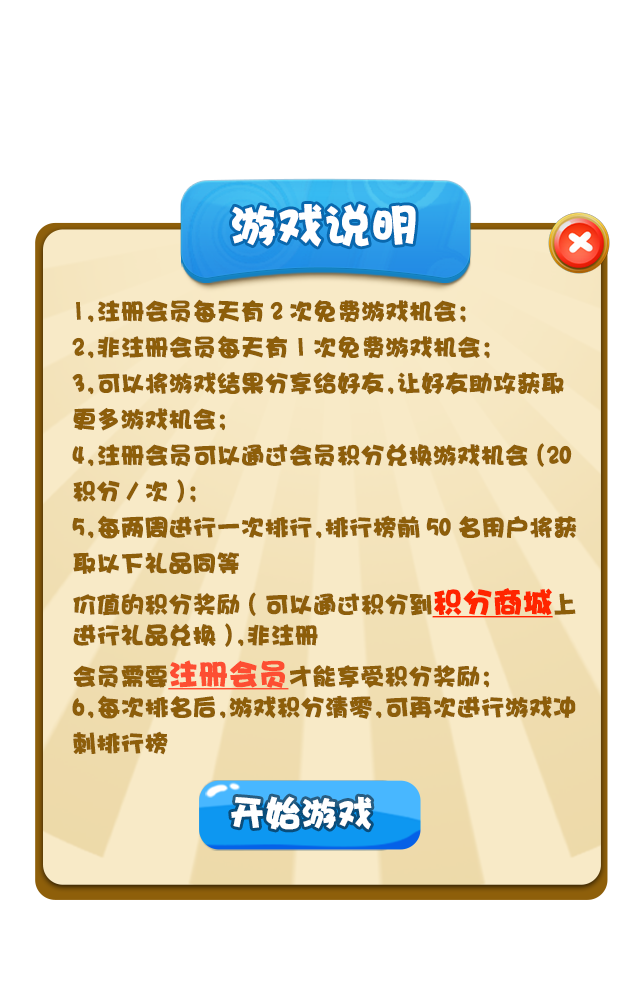 游戏说明
1,注册会员每天有2次免费游戏机会;
2,非注册会员每天有1次免费游戏机会;
3,可以将游戏结果分享给好友,让好友助攻获取
更多游戏机会;
4,注册会员可以通过会员积分兑换游戏机会(20
积分/次);
5,每两周进行一次排行,排行榜前50名用户将获
取以下礼品同等
价值的积分奖励(可以通过积分到积分商城上
进行礼品兑换),非注册
会员需要注册会员才能享受积分奖励;
6,每次排名后,游戏积分清零,可再次进行游戏冲
刺排行榜
开始游戏